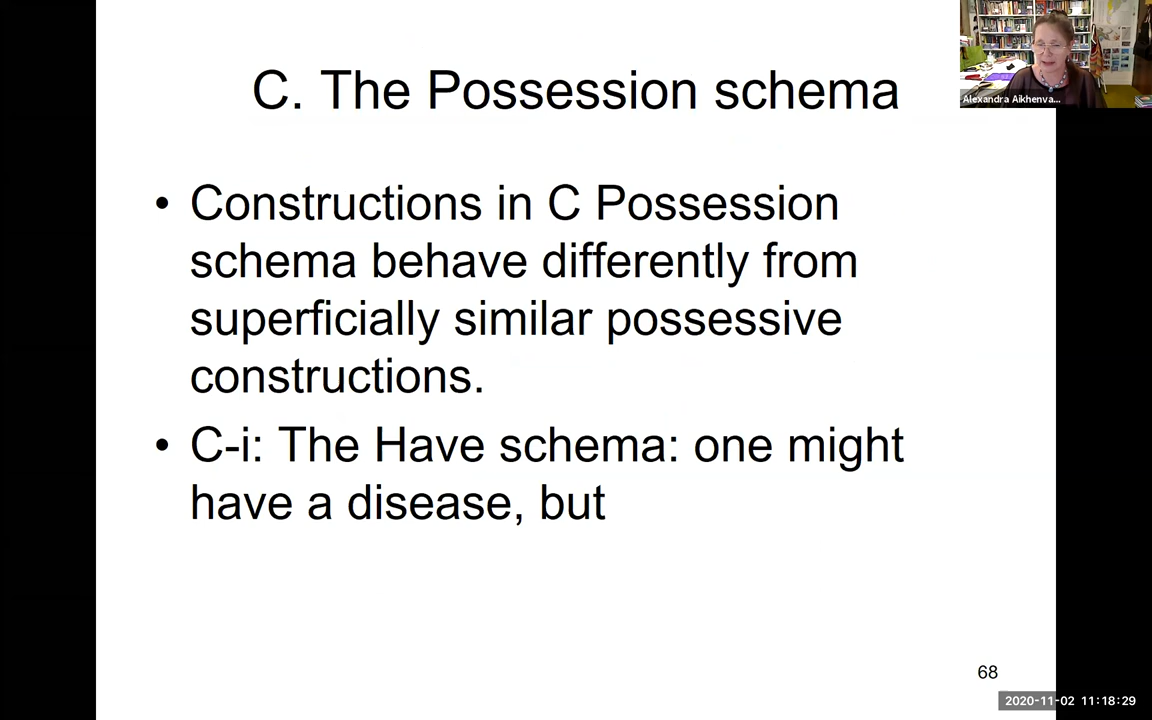 C. The Possession schema
Alexandra Aikhenva...
• Constructions in C Possession
schema behave differently from
superficially similar possessive
constructions.
• C-i: The Have schema: one might
have a disease, but
68
2020-11-02 11:18:29